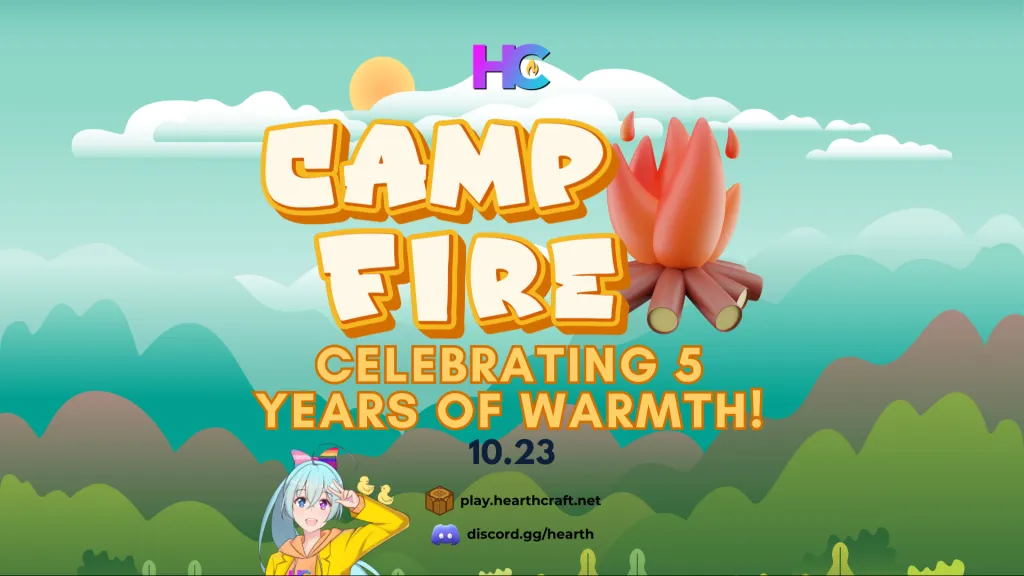 HC
CAMP
FIRE
CELEBRATING 5
YEARS OF WARMTH!
10.23
play.hearthcraft.net
discord.gg/hearth